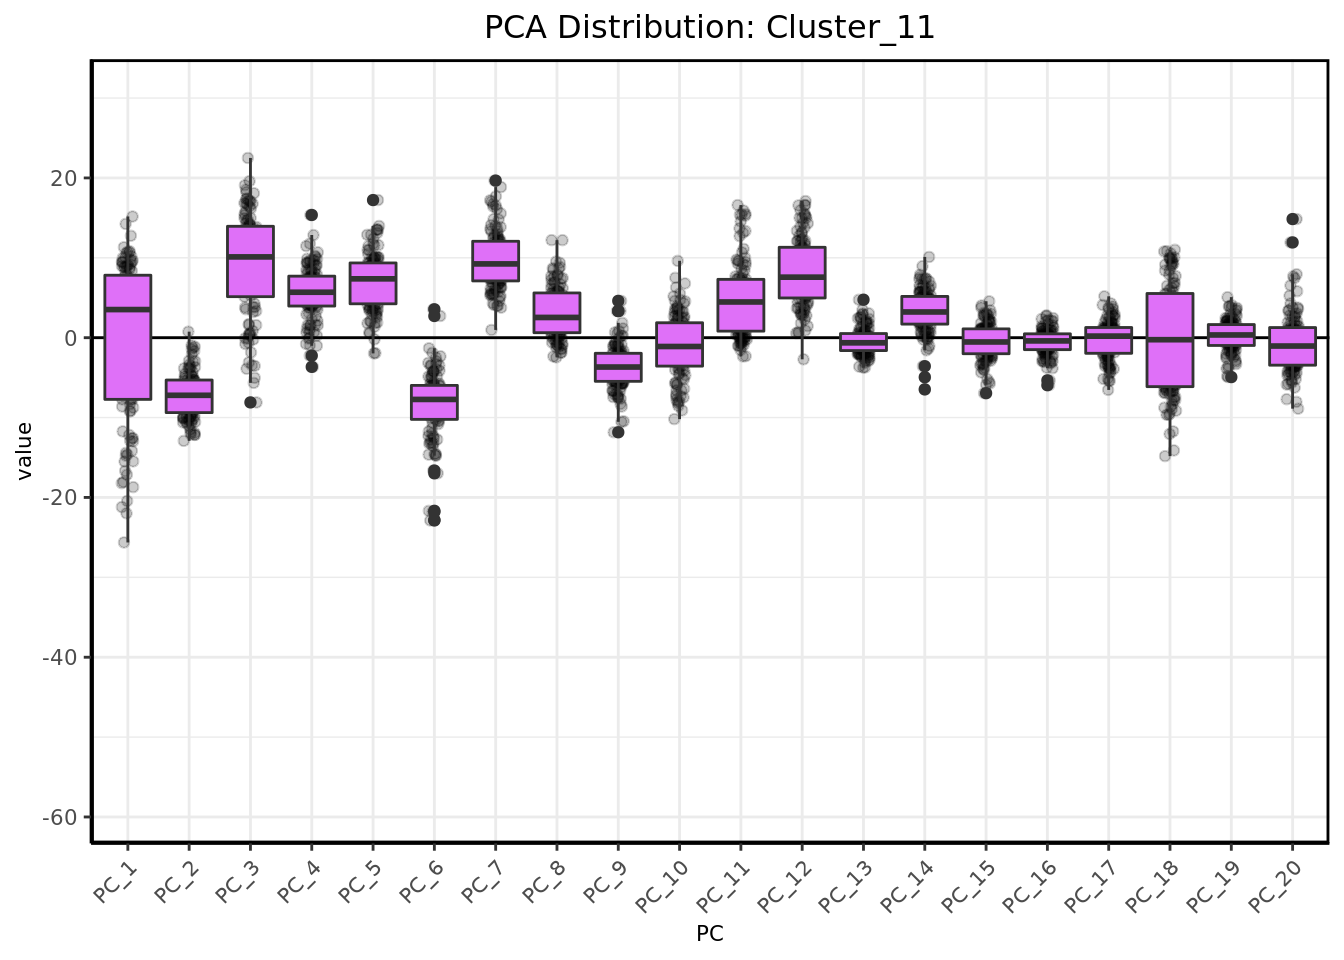 PCA Distribution: Cluster_11
value
20
0
-20
-40
-60
PC_1 PC_2 PC_3 PC_4 PC_5 PC_6 PC_7 PC_8 PC_9 PC_10 PC_11 PC_12 PC_13 PC_14 PC_15 PC_16 PC_17 PC_18 PC_19 PC_20
PC